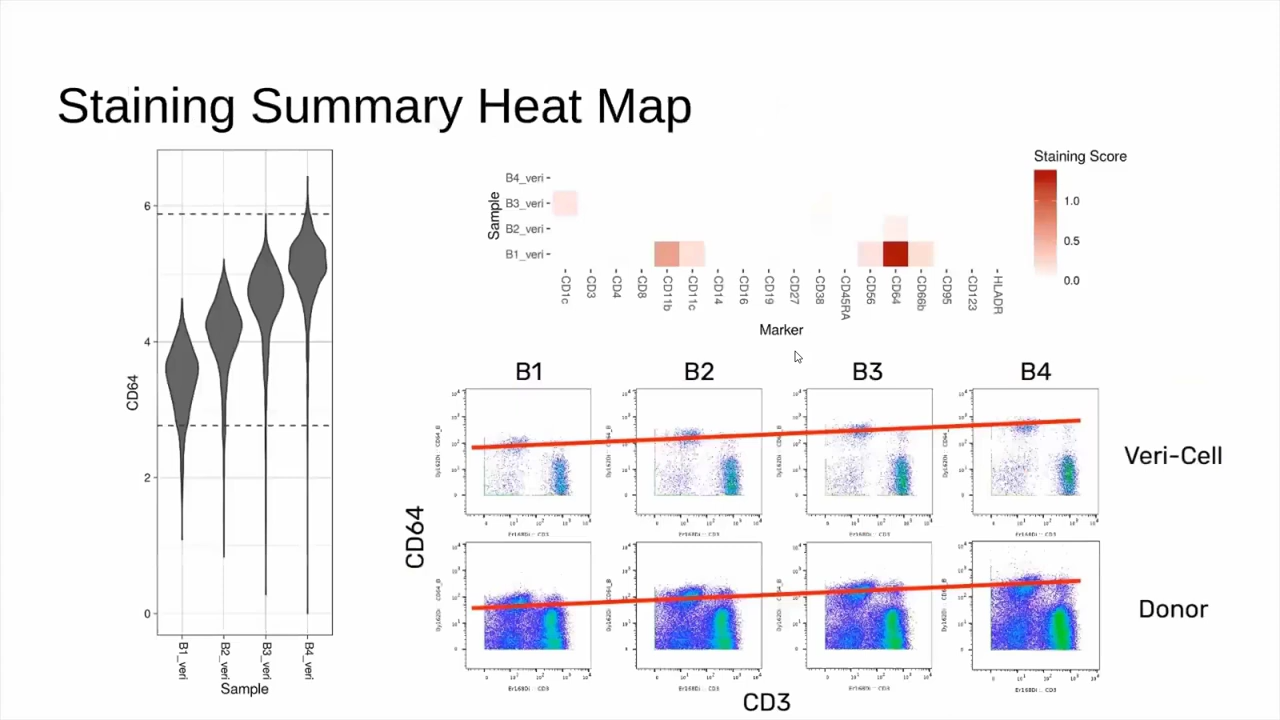 Staining Summary Heat Map
CD64
6
4
2
0
B1_veri
B2_veri
B3_veri
B4_veri
Sample
Sample
B4_veri
B3_veri
B2_veri
B1_veri
CD1c
CD3
CD4
CD8
CD11b
CD11c
CD14
CD16
CD19
CD27
CD38
CD45RA
CD56
CD64
CD66b
CD95
CD123
HLADR
Marker
Staining Score
1.0
0.5
0.0
B1
B2
B3
B4
Veri-Cell
Donor
CD64
CD3